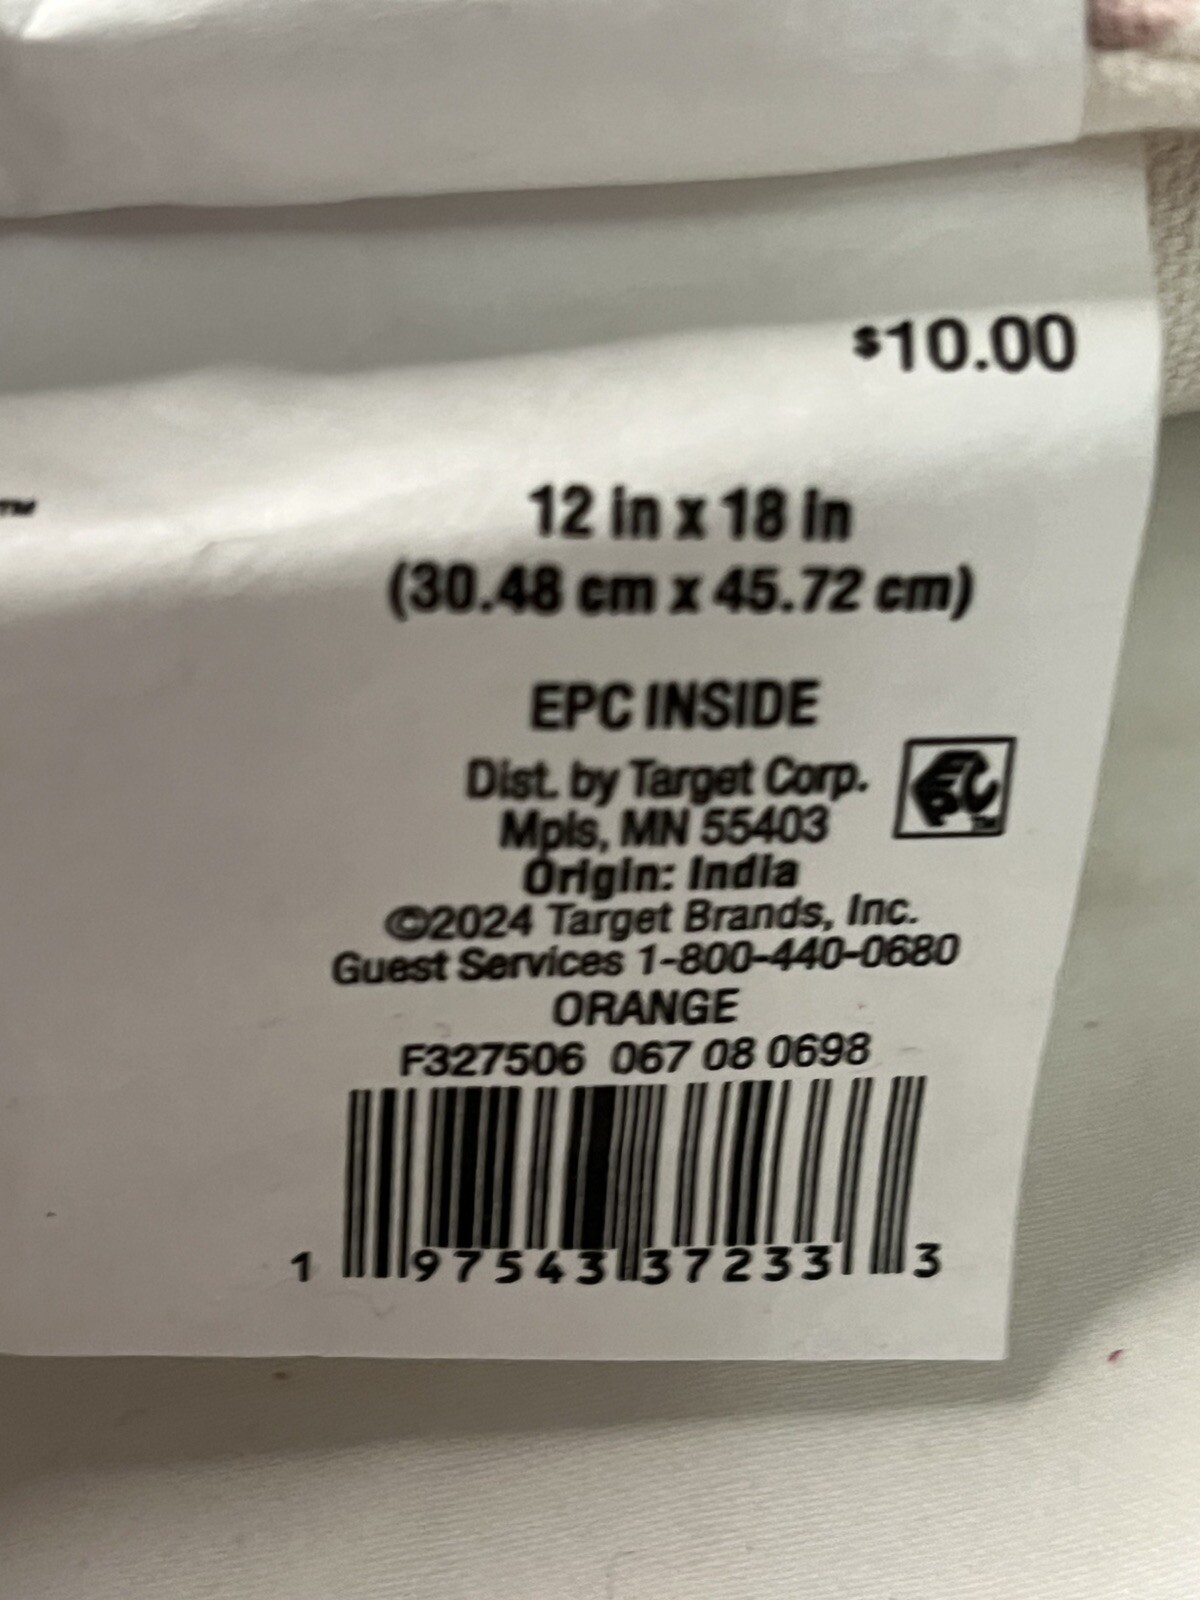 $10.00
™
12 in x 18 in
(30.48 cm x 45.72 cm)
EPC INSIDE
Dist. by Target Corp.
EPC™
Mpls, MN 55403
Origin: India
©2024 Target Brands, Inc.
Guest Services 1-800-440-0680
ORANGE
F327506 067 08 0698
1 97543 37233 3